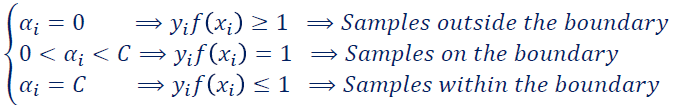 αᵢ = 0 ⟹ yᵢf(xᵢ) ≥ 1 ⟹ Samples outside the boundary
0 < αᵢ < C ⟹ yᵢf(xᵢ) = 1 ⟹ Samples on the boundary
αᵢ = C ⟹ yᵢf(xᵢ) ≤ 1 ⟹ Samples within the boundary